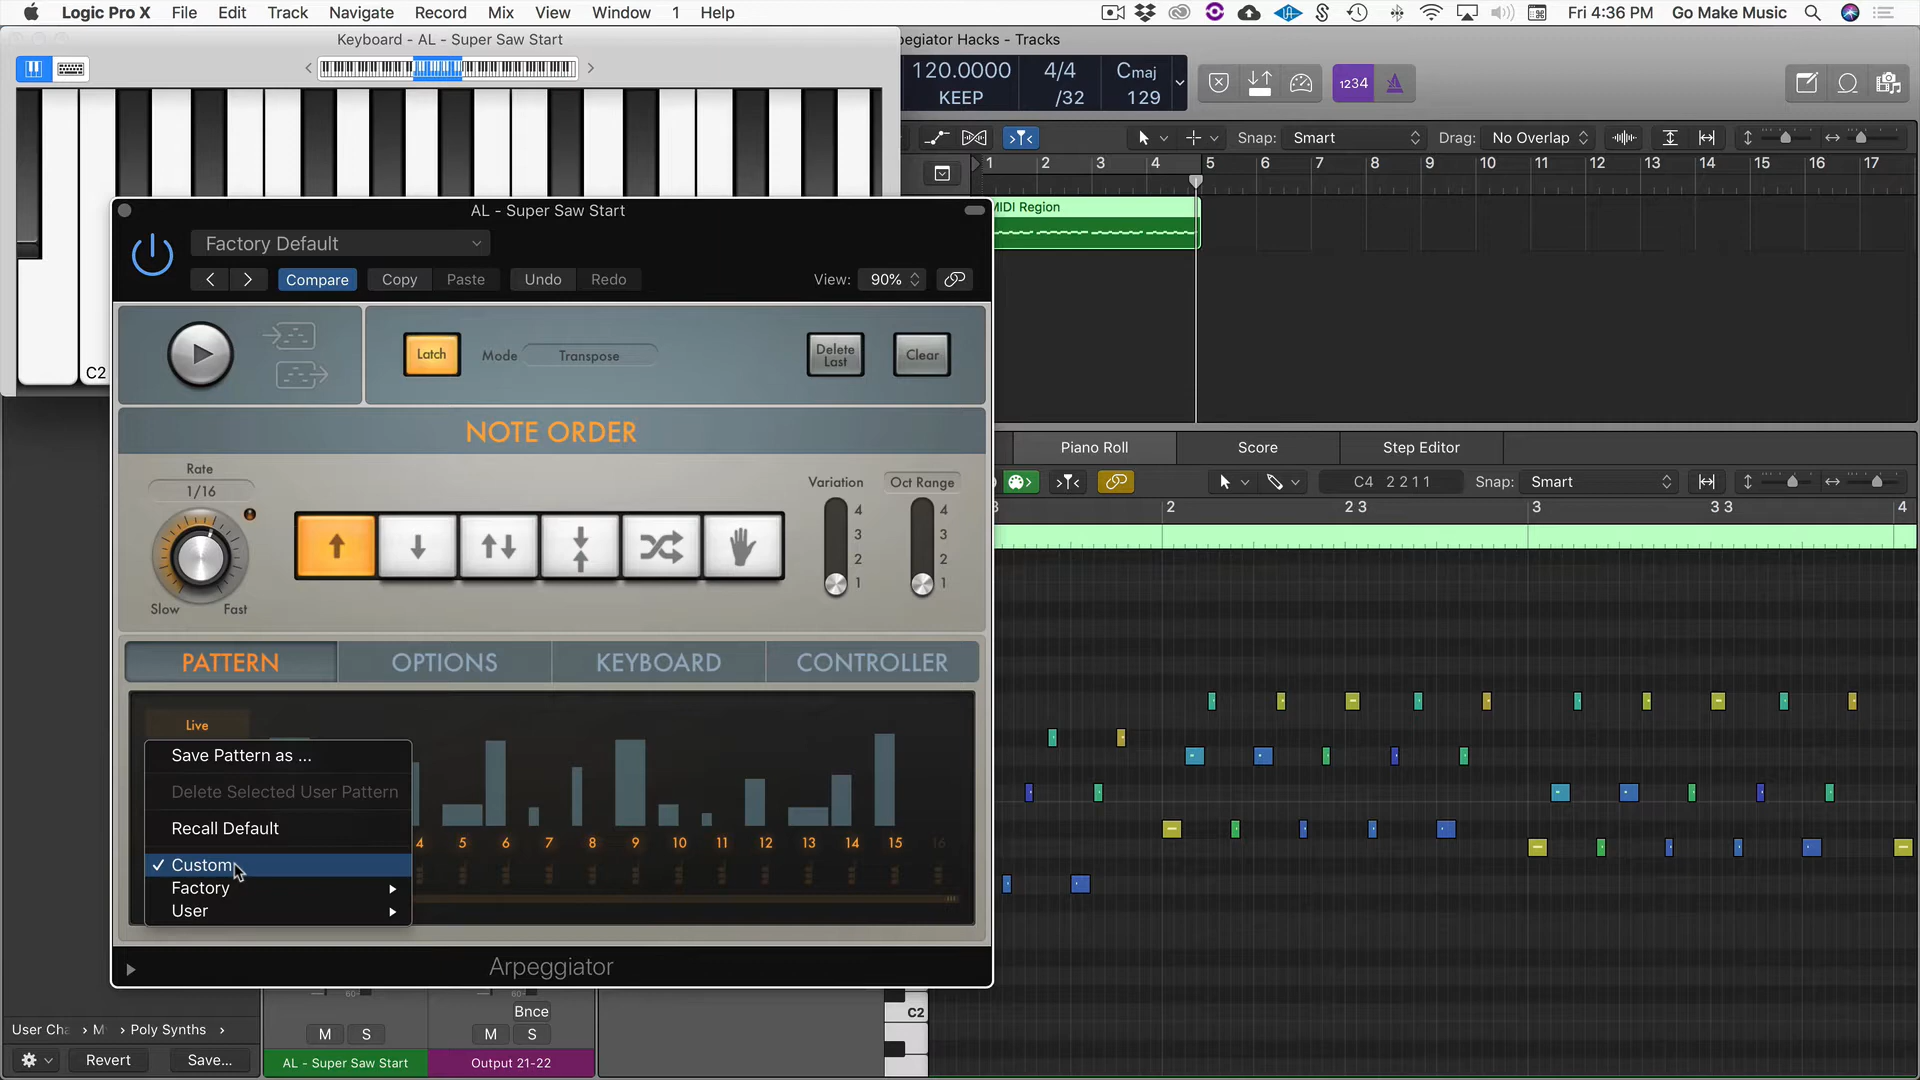 Logic Pro X File Edit Track Navigate Record Mix View Window 1 Help Fri 4:36 PM Go Make Music
Keyboard - AL - Super Saw Start
egiator Hacks - Tracks
120.0000 4/4 Cmaj
KEEP /32 129
1234
Snap: Smart Drag: No Overlap
1 2 3 4 5 6 7 8 9 10 11 12 13 14 15 16 17
MIDI Region
C2
AL - Super Saw Start
Factory Default
Compare Copy Paste Undo Redo View: 90%
Latch Mode Transpose Delete Last Clear
NOTE ORDER
Rate
1/16
Slow Fast
Variation Oct Range
4 4
3 3
2 2
1 1
PATTERN OPTIONS KEYBOARD CONTROLLER
Live
Save Pattern as ...
Delete Selected User Pattern
Recall Default
✓ Custom
Factory
User
4 5 6 7 8 9 10 11 12 13 14 15 16
Arpeggiator
Piano Roll Score Step Editor
C4 2 2 1 1 Snap: Smart
2 2 3 3 3 3 4
C2
60 60
Bnce
M S M S
AL - Super Saw Start Output 21-22
User Cha Poly Synths
Revert Save...